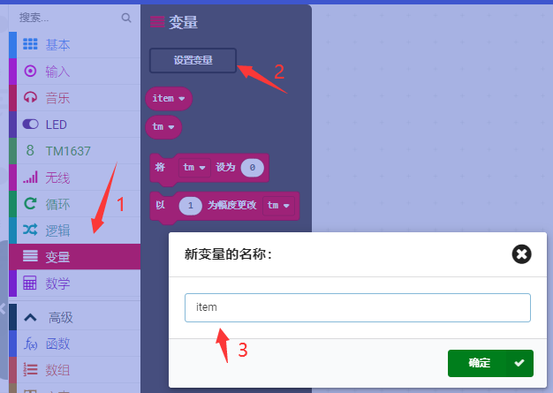 搜索...
基本
输入
音乐
LED
8 TM1637
无线
循环
逻辑
变量
数学
高级
f(x) 函数
数组
变量
设置变量
2
item
tm
将 tm 设为 0
以 1 为幅度更改 tm
1
新变量的名称：
item
3
确定